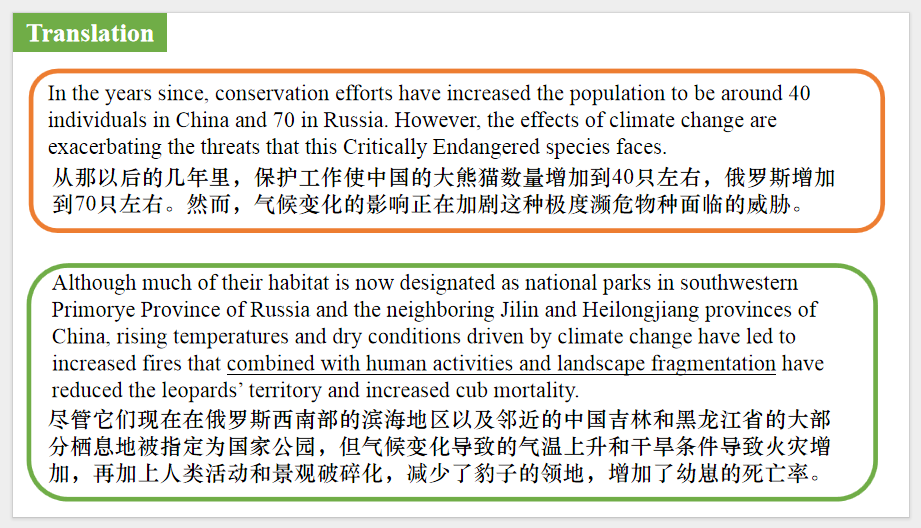 Translation
In the years since, conservation efforts have increased the population to be around 40
individuals in China and 70 in Russia. However, the effects of climate change are
exacerbating the threats that this Critically Endangered species faces.
从那以后的几年里，保护工作使中国的大熊猫数量增加到40只左右，俄罗斯增加
到70只左右。然而，气候变化的影响正在加剧这种极度濒危物种面临的威胁。
Although much of their habitat is now designated as national parks in southwestern
Primorye Province of Russia and the neighboring Jilin and Heilongjiang provinces of
China, rising temperatures and dry conditions driven by climate change have led to
increased fires that combined with human activities and landscape fragmentation have
reduced the leopards’ territory and increased cub mortality.
尽管它们现在在俄罗斯西南部的滨海地区以及邻近的中国吉林和黑龙江省的大部
分栖息地被指定为国家公园，但气候变化导致的气温上升和干旱条件导致火灾增
加，再加上人类活动和景观破碎化，减少了豹子的领地，增加了幼崽的死亡率。